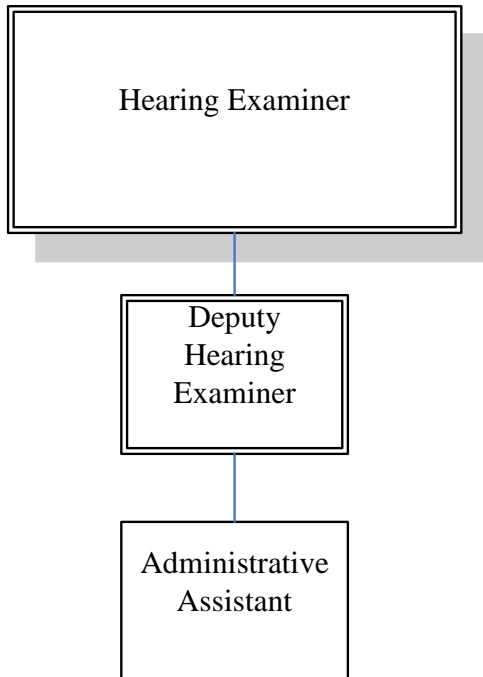 Hearing Examiner
Deputy
Hearing
Examiner
Administrative
Assistant